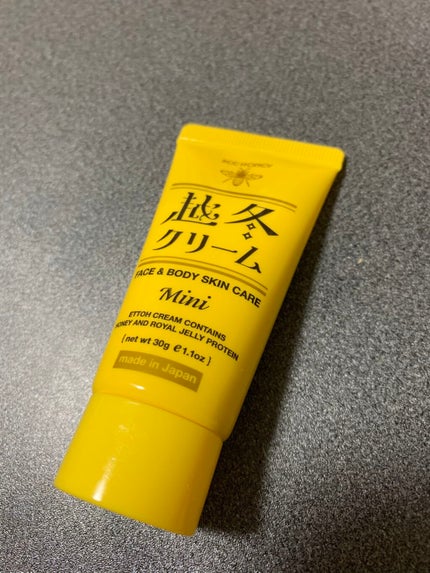 BEE HONEY
越冬
クリーム
FACE & BODY SKIN CARE
Mini
ETTOH CREAM CONTAINS
HONEY AND ROYAL JELLY PROTEIN
{ net wt 30g ℮1.1oz }
made in Japan